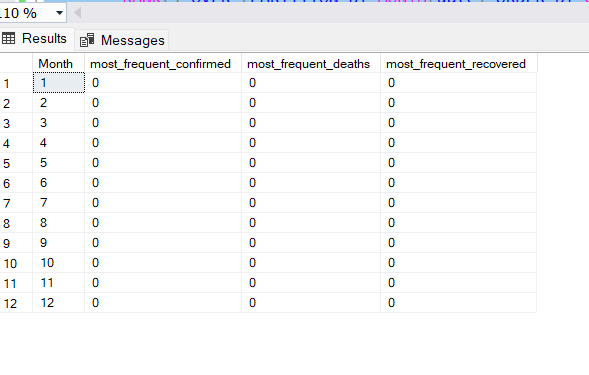 110 %
Results Messages
Month most_frequent_confirmed most_frequent_deaths most_frequent_recovered
1 1 0 0 0
2 2 0 0 0
3 3 0 0 0
4 4 0 0 0
5 5 0 0 0
6 6 0 0 0
7 7 0 0 0
8 8 0 0 0
9 9 0 0 0
10 10 0 0 0
11 11 0 0 0
12 12 0 0 0